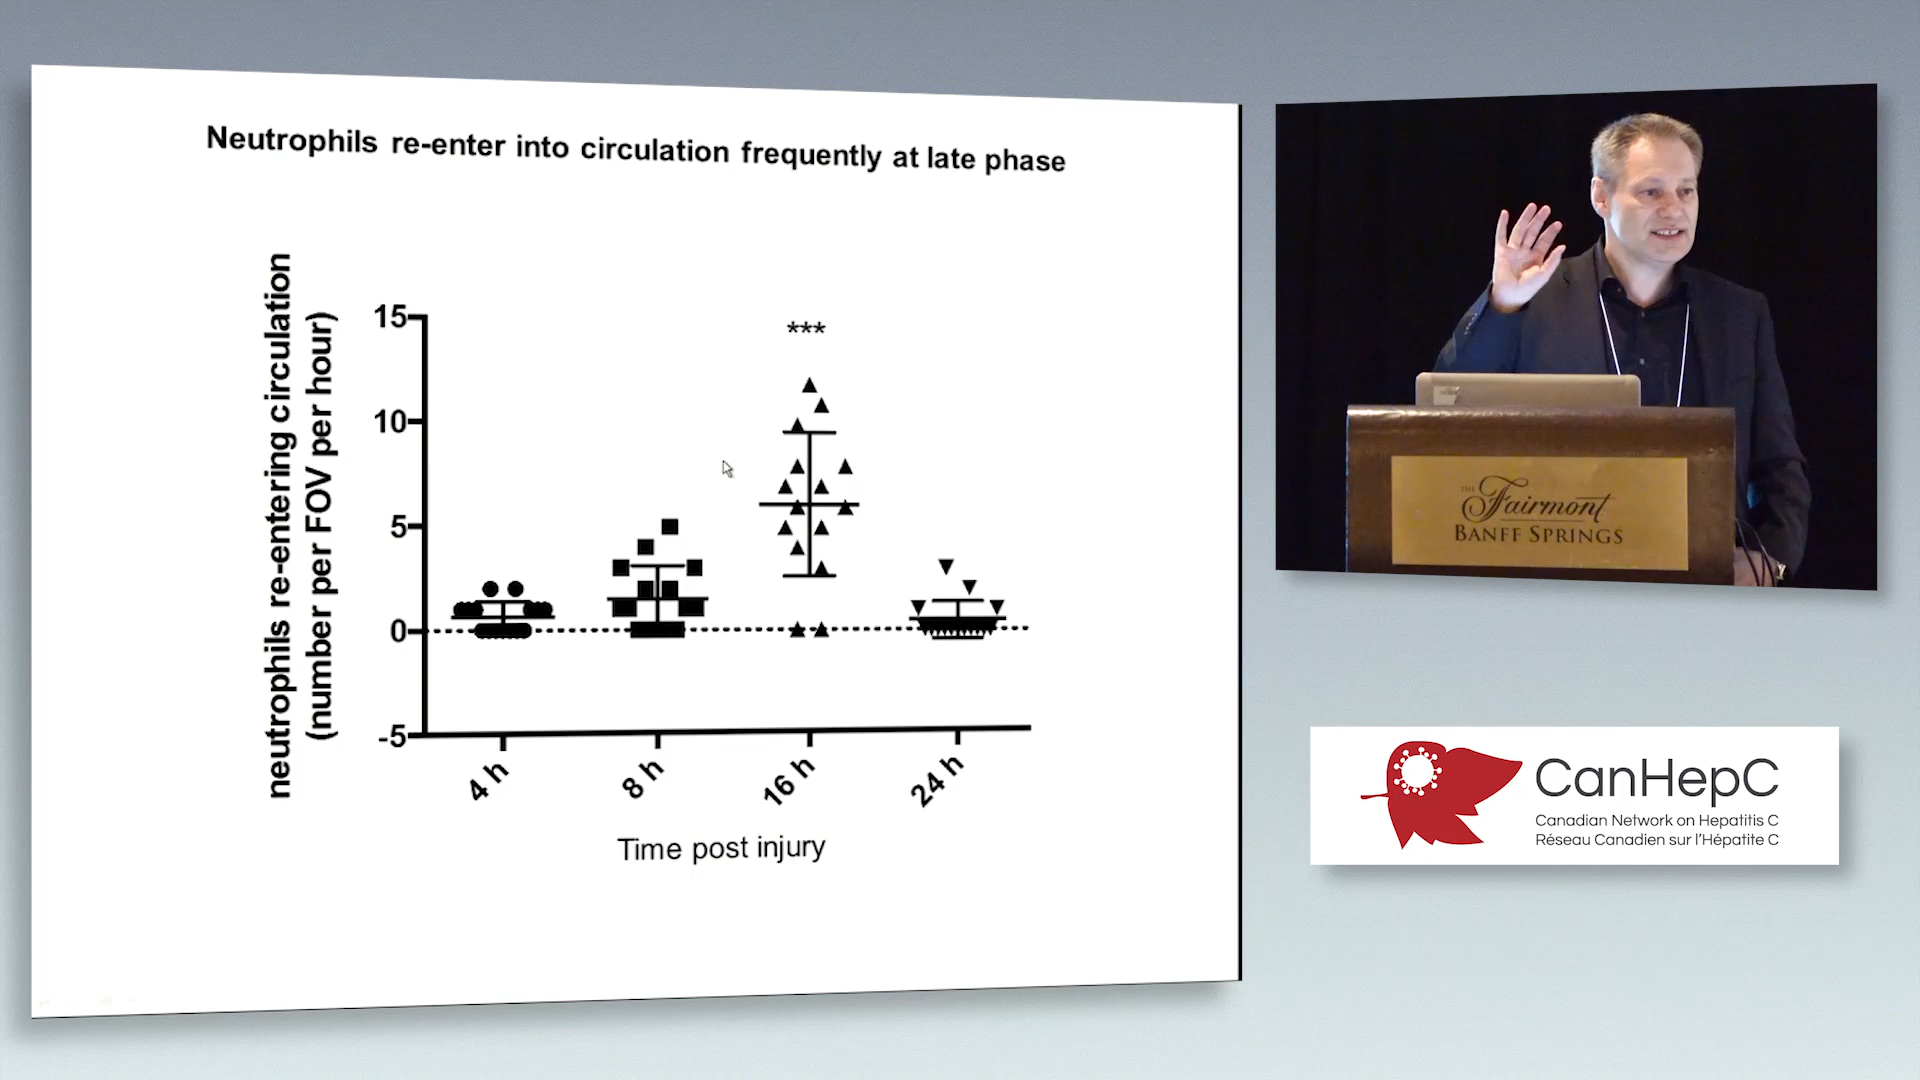 Neutrophils re-enter into circulation frequently at late phase
neutrophils re-entering circulation
(number per FOV per hour)
15
10
5
0
-5
***
4 h
8 h
16 h
24 h
Time post injury
THE
Fairmont
BANFF SPRINGS
CanHepC
Canadian Network on Hepatitis C
Réseau Canadien sur l'Hépatite C